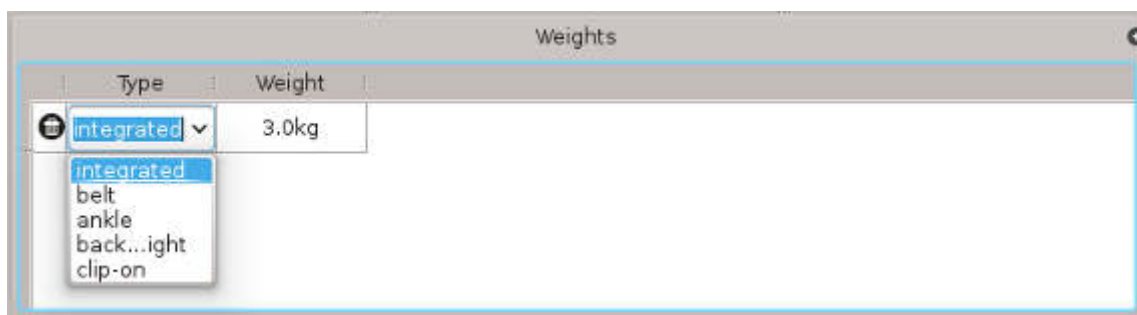 Weights
Type Weight
integrated 3.0kg
integrated
belt
ankle
back...ight
clip-on